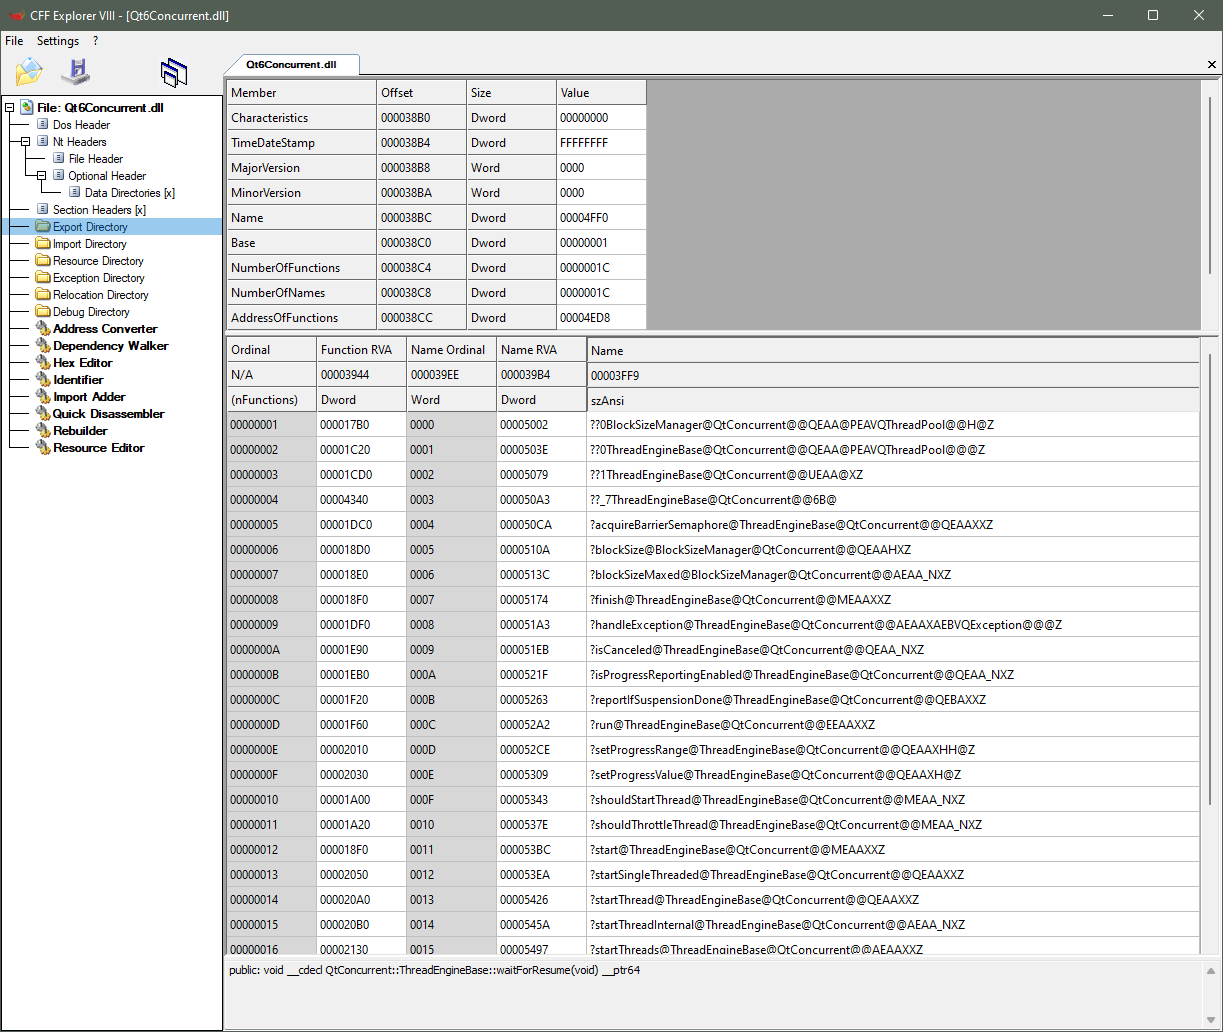 CFF Explorer VIII - [Qt6Concurrent.dll]
File Settings ?
Qt6Concurrent.dll
File: Qt6Concurrent.dll
Dos Header
Nt Headers
File Header
Optional Header
Data Directories [x]
Section Headers [x]
Export Directory
Import Directory
Resource Directory
Exception Directory
Relocation Directory
Debug Directory
Address Converter
Dependency Walker
Hex Editor
Identifier
Import Adder
Quick Disassembler
Rebuilder
Resource Editor
Member Offset Size Value
Characteristics 000038B0 Dword 00000000
TimeDateStamp 000038B4 Dword FFFFFFFF
MajorVersion 000038B8 Word 0000
MinorVersion 000038BA Word 0000
Name 000038BC Dword 00004FF0
Base 000038C0 Dword 00000001
NumberOfFunctions 000038C4 Dword 0000001C
NumberOfNames 000038C8 Dword 0000001C
AddressOfFunctions 000038CC Dword 00004ED8
Ordinal Function RVA Name Ordinal Name RVA Name
N/A 00003944 000039EE 000039B4 00003FF9
(nFunctions) Dword Word Dword szAnsi
00000001 000017B0 0000 00005002 ??0BlockSizeManager@QtConcurrent@@QEAA@PEAVQThreadPool@@H@Z
00000002 00001C20 0001 0000503E ??0ThreadEngineBase@QtConcurrent@@QEAA@PEAVQThreadPool@@@Z
00000003 00001CD0 0002 00005079 ??1ThreadEngineBase@QtConcurrent@@UEAA@XZ
00000004 00004340 0003 000050A3 ??_7ThreadEngineBase@QtConcurrent@@6B@
00000005 00001DC0 0004 000050CA ?acquireBarrierSemaphore@ThreadEngineBase@QtConcurrent@@QEAAXXZ
00000006 000018D0 0005 0000510A ?blockSize@BlockSizeManager@QtConcurrent@@QEAAHXZ
00000007 000018E0 0006 0000513C ?blockSizeMaxed@BlockSizeManager@QtConcurrent@@AEAA_NXZ
00000008 000018F0 0007 00005174 ?finish@ThreadEngineBase@QtConcurrent@@MEAAXXZ
00000009 00001DF0 0008 000051A3 ?handleException@ThreadEngineBase@QtConcurrent@@AEAAXAEBVQException@@@Z
0000000A 00001E90 0009 000051EB ?isCanceled@ThreadEngineBase@QtConcurrent@@QEAA_NXZ
0000000B 00001EB0 000A 0000521F ?isProgressReportingEnabled@ThreadEngineBase@QtConcurrent@@QEAA_NXZ
0000000C 00001F20 000B 00005263 ?reportIfSuspensionDone@ThreadEngineBase@QtConcurrent@@QEBAXXZ
0000000D 00001F60 000C 000052A2 ?run@ThreadEngineBase@QtConcurrent@@EEAAXXZ
0000000E 00002010 000D 000052CE ?setProgressRange@ThreadEngineBase@QtConcurrent@@QEAAXHH@Z
0000000F 00002030 000E 00005309 ?setProgressValue@ThreadEngineBase@QtConcurrent@@QEAAXH@Z
00000010 00001A00 000F 00005343 ?shouldStartThread@ThreadEngineBase@QtConcurrent@@MEAA_NXZ
00000011 00001A20 0010 0000537E ?shouldThrottleThread@ThreadEngineBase@QtConcurrent@@MEAA_NXZ
00000012 000018F0 0011 000053BC ?start@ThreadEngineBase@QtConcurrent@@MEAAXXZ
00000013 00002050 0012 000053EA ?startSingleThreaded@ThreadEngineBase@QtConcurrent@@QEAAXXZ
00000014 000020A0 0013 00005426 ?startThread@ThreadEngineBase@QtConcurrent@@QEAAXXZ
00000015 000020B0 0014 0000545A ?startThreadInternal@ThreadEngineBase@QtConcurrent@@AEAA_NXZ
00000016 00002130 0015 00005497 ?startThreads@ThreadEngineBase@QtConcurrent@@AEAAXXZ
public: void __cdecl QtConcurrent::ThreadEngineBase::waitForResume(void) __ptr64